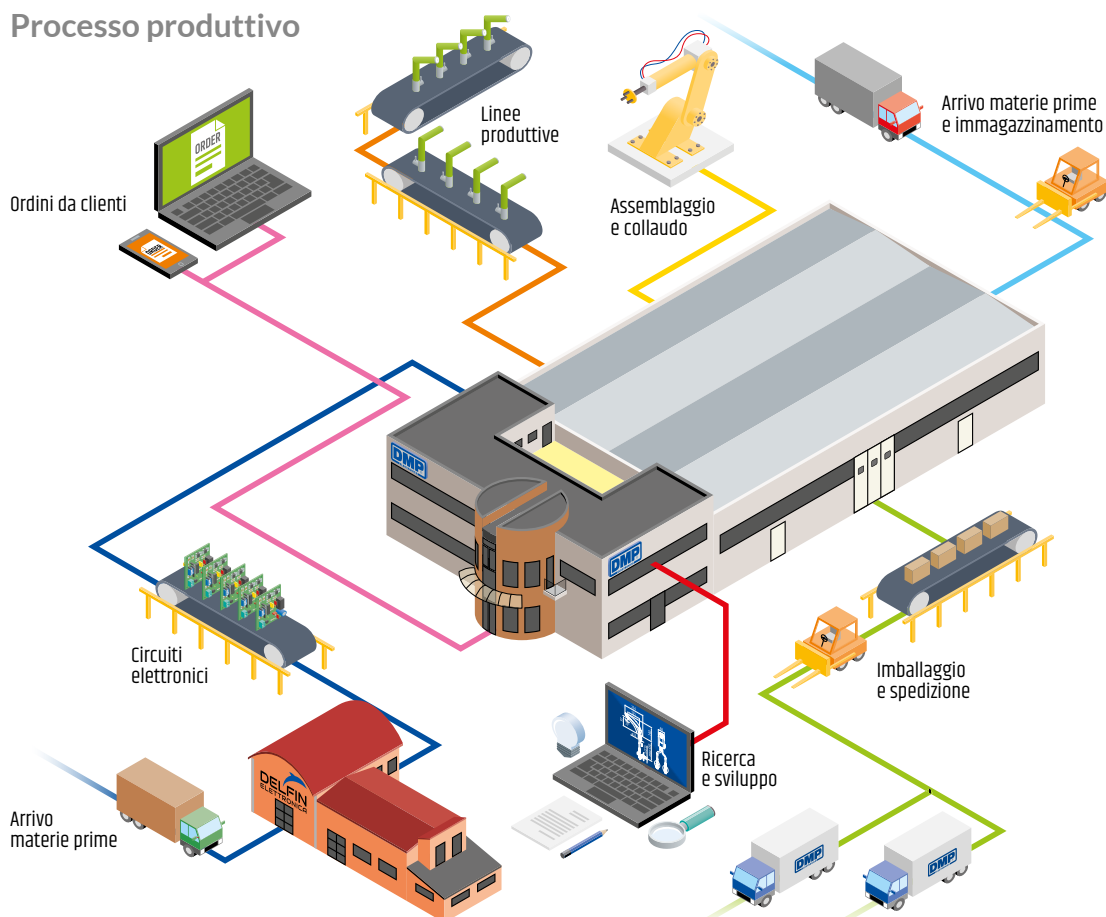 Processo produttivo
Linee
produttive
Arrivo materie prime
e immagazzinamento
ORDER
Ordini da clienti
ORDER
Assemblaggio
e collaudo
DMP
DMP
Circuiti
elettronici
Imballaggio
e spedizione
Ricerca
e sviluppo
DELFIN
ELETTRONICA
Arrivo
materie prime
DMP
DMP